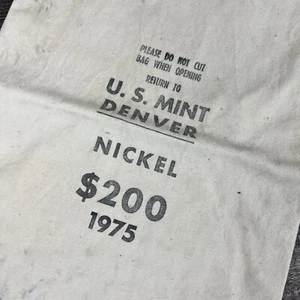 PLEASE DO NOT CUT
BAG WHEN OPENING
RETURN TO
U. S. MINT
DENVER
NICKEL
$200
1975